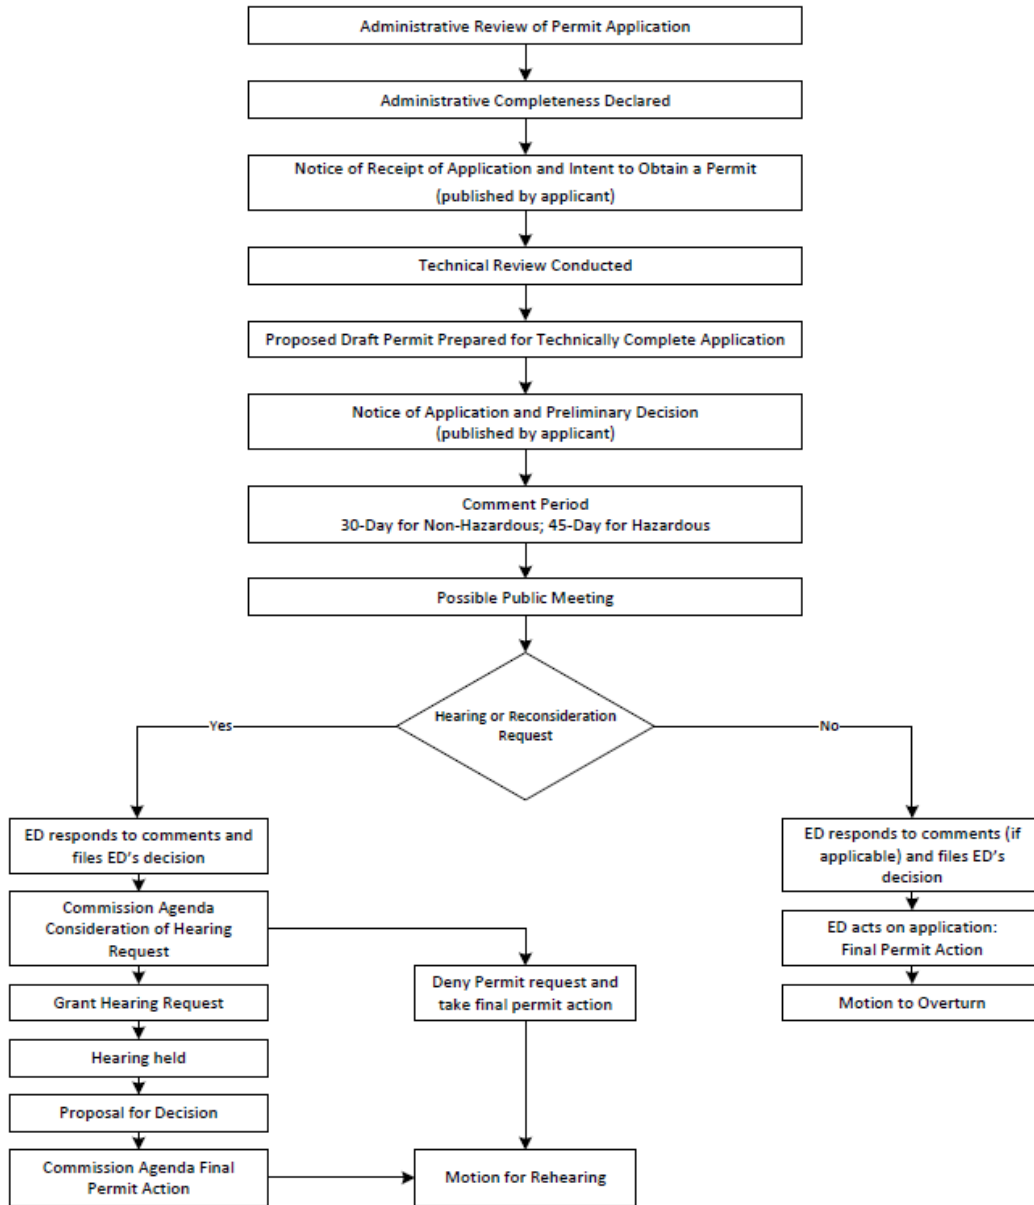 Administrative Review of Permit Application
Administrative Completeness Declared
Notice of Receipt of Application and Intent to Obtain a Permit
(published by applicant)
Technical Review Conducted
Proposed Draft Permit Prepared for Technically Complete Application
Notice of Application and Preliminary Decision
(published by applicant)
Comment Period
30-Day for Non-Hazardous; 45-Day for Hazardous
Possible Public Meeting
Hearing or Reconsideration
Request
Yes
No
ED responds to comments and
files ED's decision
Commission Agenda
Consideration of Hearing
Request
Grant Hearing Request
Hearing held
Proposal for Decision
Commission Agenda Final
Permit Action
Deny Permit request and
take final permit action
Motion for Rehearing
ED responds to comments (if
applicable) and files ED's
decision
ED acts on application:
Final Permit Action
Motion to Overturn